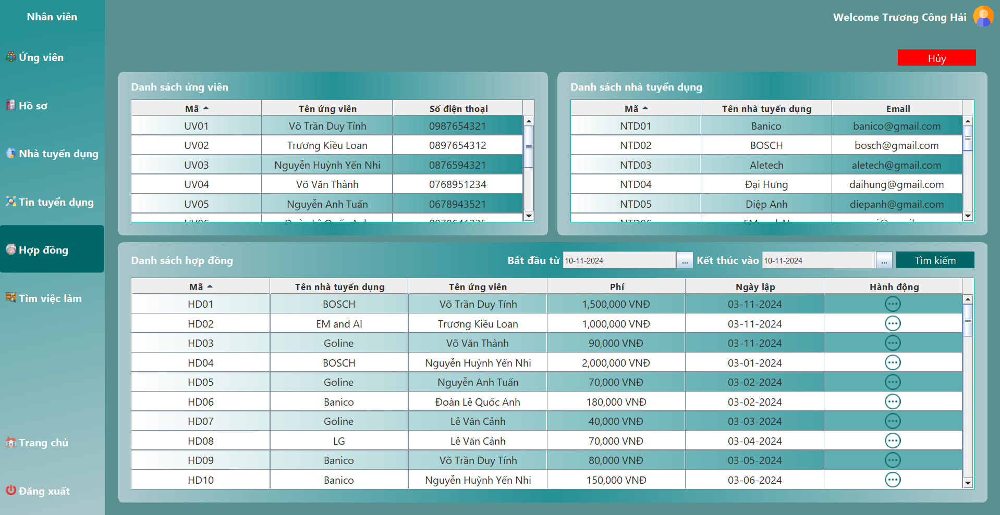 Nhân viên
Welcome Trương Công Hải
Ứng viên
Hồ sơ
Nhà tuyển dụng
Tin tuyển dụng
Hợp đồng
Tìm việc làm
Trang chủ
Đăng xuất
Hủy
Danh sách ứng viên
Mã Tên ứng viên Số điện thoại
UV01 Võ Trần Duy Tính 0987654321
UV02 Trương Kiều Loan 0897654312
UV03 Nguyễn Huỳnh Yến Nhi 0876594321
UV04 Võ Văn Thành 0768951234
UV05 Nguyễn Anh Tuấn 0678943521
Danh sách nhà tuyển dụng
Mã Tên nhà tuyển dụng Email
NTD01 Banico banico@gmail.com
NTD02 BOSCH bosch@gmail.com
NTD03 Aletech aletech@gmail.com
NTD04 Đại Hưng daihung@gmail.com
NTD05 Diệp Anh diepanh@gmail.com
Danh sách hợp đồng Bắt đầu từ 10-11-2024 ... Kết thúc vào 10-11-2024 ... Tìm kiếm
Mã Tên nhà tuyển dụng Tên ứng viên Phí Ngày lập Hành động
HD01 BOSCH Võ Trần Duy Tính 1,500,000 VNĐ 03-11-2024
HD02 EM and AI Trương Kiều Loan 1,000,000 VNĐ 03-11-2024
HD03 Goline Võ Văn Thành 90,000 VNĐ 03-11-2024
HD04 BOSCH Nguyễn Huỳnh Yến Nhi 2,000,000 VNĐ 03-01-2024
HD05 Goline Nguyễn Anh Tuấn 70,000 VNĐ 03-02-2024
HD06 Banico Đoàn Lê Quốc Anh 180,000 VNĐ 03-02-2024
HD07 Goline Lê Văn Cảnh 40,000 VNĐ 03-03-2024
HD08 LG Lê Văn Cảnh 70,000 VNĐ 03-04-2024
HD09 Banico Võ Trần Duy Tính 80,000 VNĐ 03-05-2024
HD10 Banico Nguyễn Huỳnh Yến Nhi 150,000 VNĐ 03-06-2024